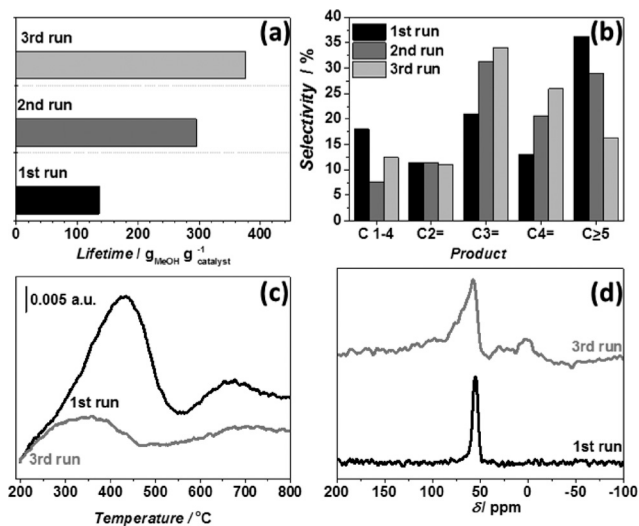 (a)
3rd run
2nd run
1st run
0 100 200 300 400
Lifetime / g MeOH g -1 catalyst
(b)
1st run
2nd run
3rd run
Selectivity / %
40
35
30
25
20
15
10
5
0
C 1-4 C2= C3= C4= C≥5
Product
(c)
0.005 a.u.
1st run
3rd run
200 300 400 500 600 700 800
Temperature / °C
(d)
3rd run
1st run
200 150 100 50 0 -50 -100
δ / ppm